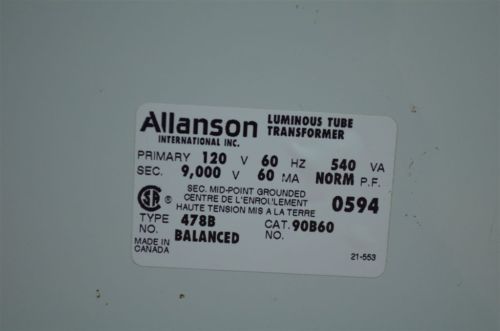 Allanson
INTERNATIONAL INC.
LUMINOUS TUBE
TRANSFORMER
PRIMARY 120 V 60 HZ 540 VA
SEC. 9,000 V 60 MA NORM P.F.
SEC. MID-POINT GROUNDED
CENTRE DE L'ENROULEMENT
HAUTE TENSION MIS A LA TERRE
0594
TYPE 478B CAT. 90B60
NO. BALANCED NO.
MADE IN
CANADA
21-553